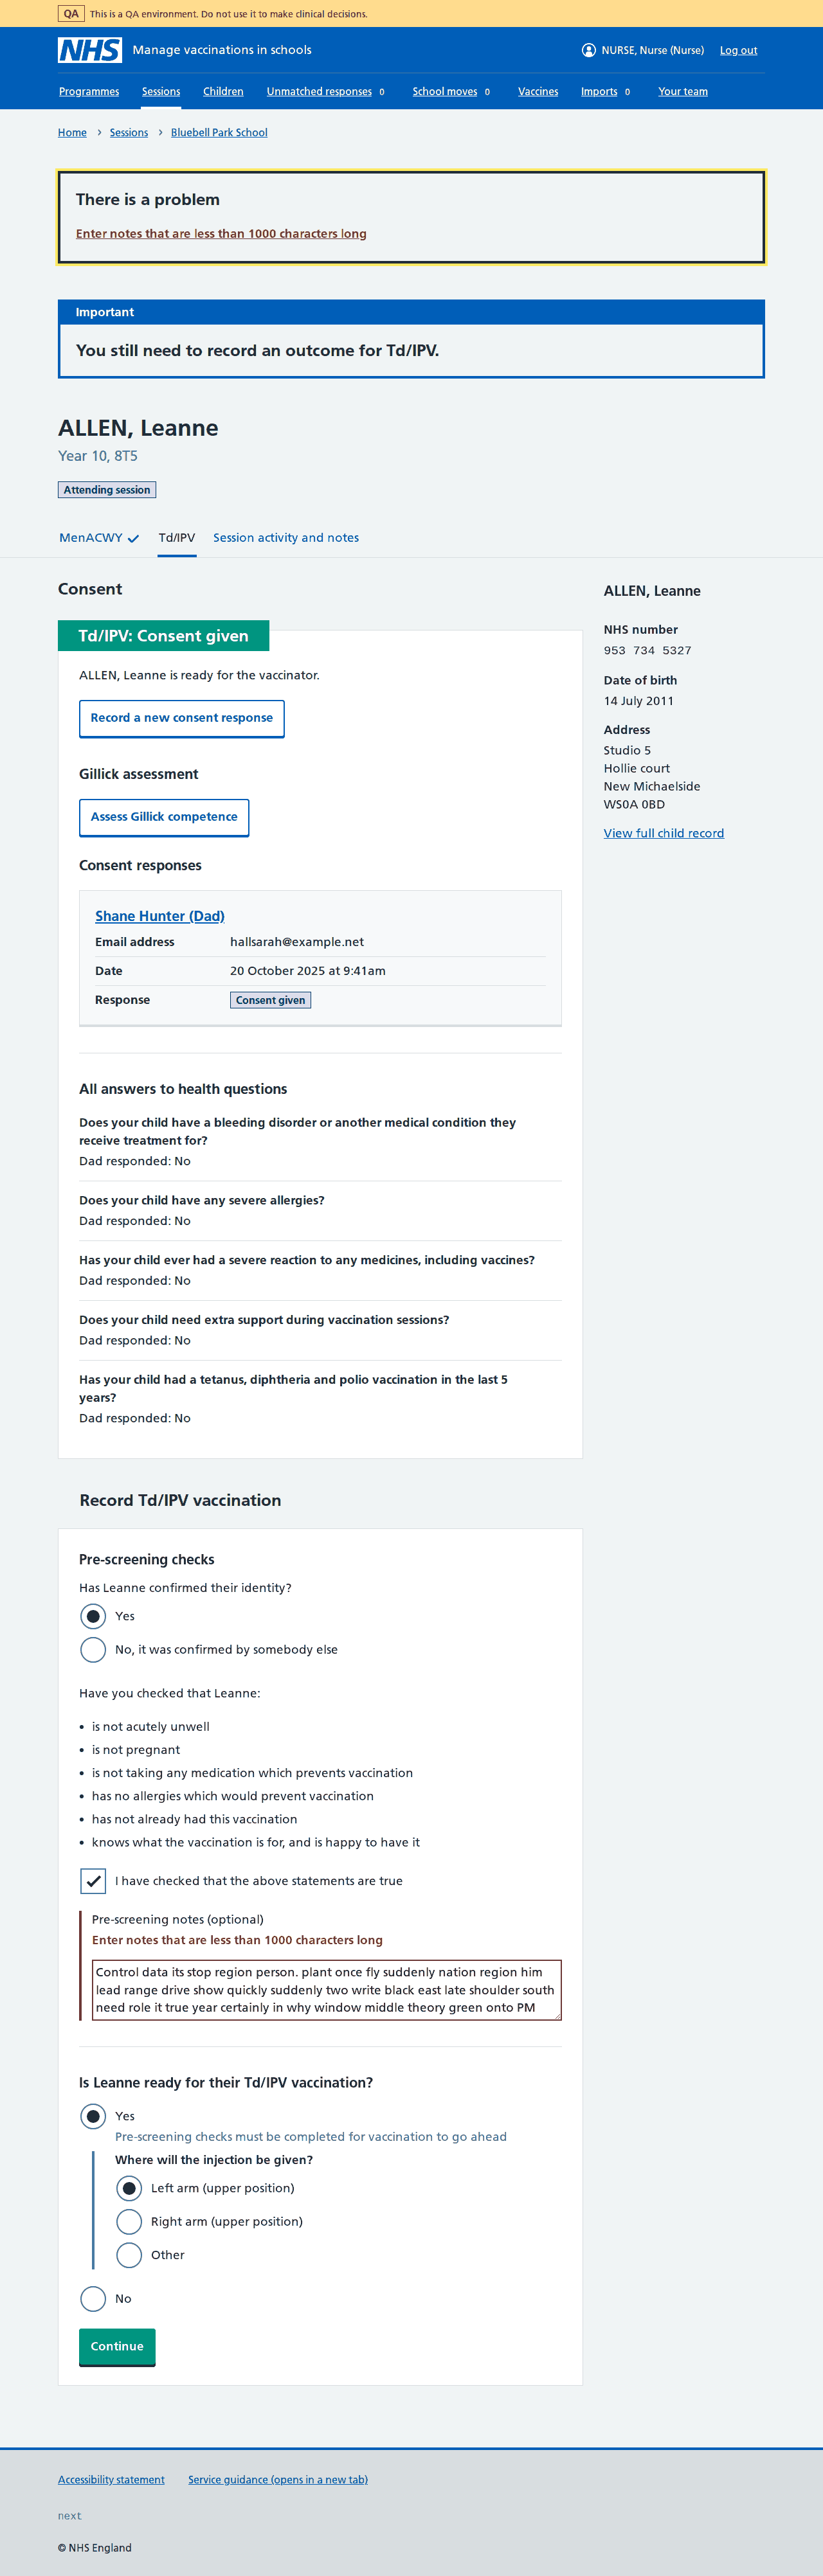 QA This is a QA environment. Do not use it to make clinical decisions.
NHS Manage vaccinations in schools NURSE, Nurse (Nurse) Log out
Programmes Sessions Children Unmatched responses 0 School moves 0 Vaccines Imports 0 Your team
Home Sessions Bluebell Park School
There is a problem
Enter notes that are less than 1000 characters long
Important
You still need to record an outcome for Td/IPV.
ALLEN, Leanne
Year 10, 8T5
Attending session
MenACWY Td/IPV Session activity and notes
Consent
Td/IPV: Consent given
ALLEN, Leanne is ready for the vaccinator.
Record a new consent response
Gillick assessment
Assess Gillick competence
Consent responses
Shane Hunter (Dad)
Email address hallsarah@example.net
Date 20 October 2025 at 9:41am
Response Consent given
All answers to health questions
Does your child have a bleeding disorder or another medical condition they
receive treatment for?
Dad responded: No
Does your child have any severe allergies?
Dad responded: No
Has your child ever had a severe reaction to any medicines, including vaccines?
Dad responded: No
Does your child need extra support during vaccination sessions?
Dad responded: No
Has your child had a tetanus, diphtheria and polio vaccination in the last 5
years?
Dad responded: No
ALLEN, Leanne
NHS number
953 734 5327
Date of birth
14 July 2011
Address
Studio 5
Hollie court
New Michaelside
WS0A 0BD
View full child record
Record Td/IPV vaccination
Pre-screening checks
Has Leanne confirmed their identity?
Yes
No, it was confirmed by somebody else
Have you checked that Leanne:
• is not acutely unwell
• is not pregnant
• is not taking any medication which prevents vaccination
• has no allergies which would prevent vaccination
• has not already had this vaccination
• knows what the vaccination is for, and is happy to have it
I have checked that the above statements are true
Pre-screening notes (optional)
Enter notes that are less than 1000 characters long
Control data its stop region person. plant once fly suddenly nation region him
lead range drive show quickly suddenly two write black east late shoulder south
need role it true year certainly in why window middle theory green onto PM
Is Leanne ready for their Td/IPV vaccination?
Yes
Pre-screening checks must be completed for vaccination to go ahead
Where will the injection be given?
Left arm (upper position)
Right arm (upper position)
Other
No
Continue
Accessibility statement Service guidance (opens in a new tab)
next
© NHS England